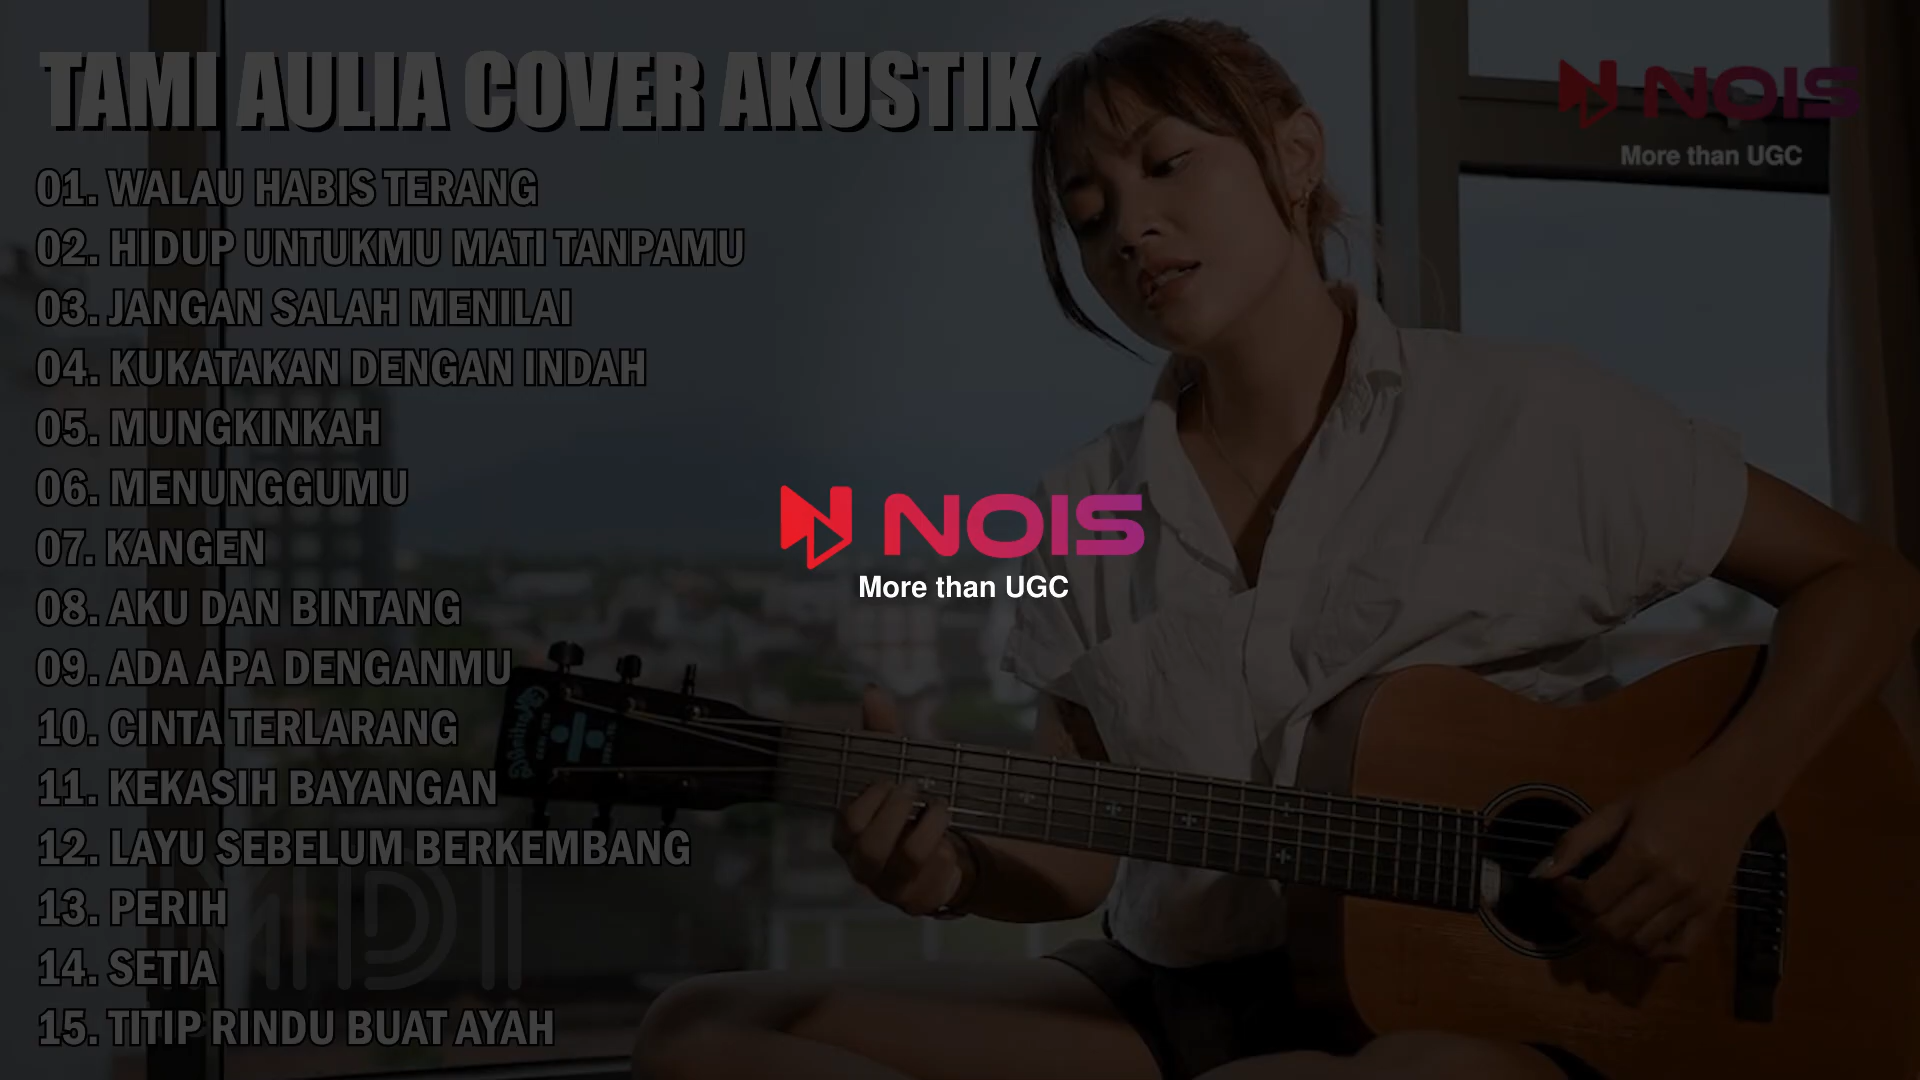 TAMI AULIA COVER AKUSTIK
NOIS
More than UGC
01. WALAU HABIS TERANG
02. HIDUP UNTUKMU MATI TANPAMU
03. JANGAN SALAH MENILAI
04. KUKATAKAN DENGAN INDAH
05. MUNGKINKAH
06. MENUNGGUMU
07. KANGEN
08. AKU DAN BINTANG
09. ADA APA DENGANMU
10. CINTA TERLARANG
11. KEKASIH BAYANGAN
12. LAYU SEBELUM BERKEMBANG
13. PERIH
14. SETIA
15. TITIP RINDU BUAT AYAH
NOIS
More than UGC
MDI